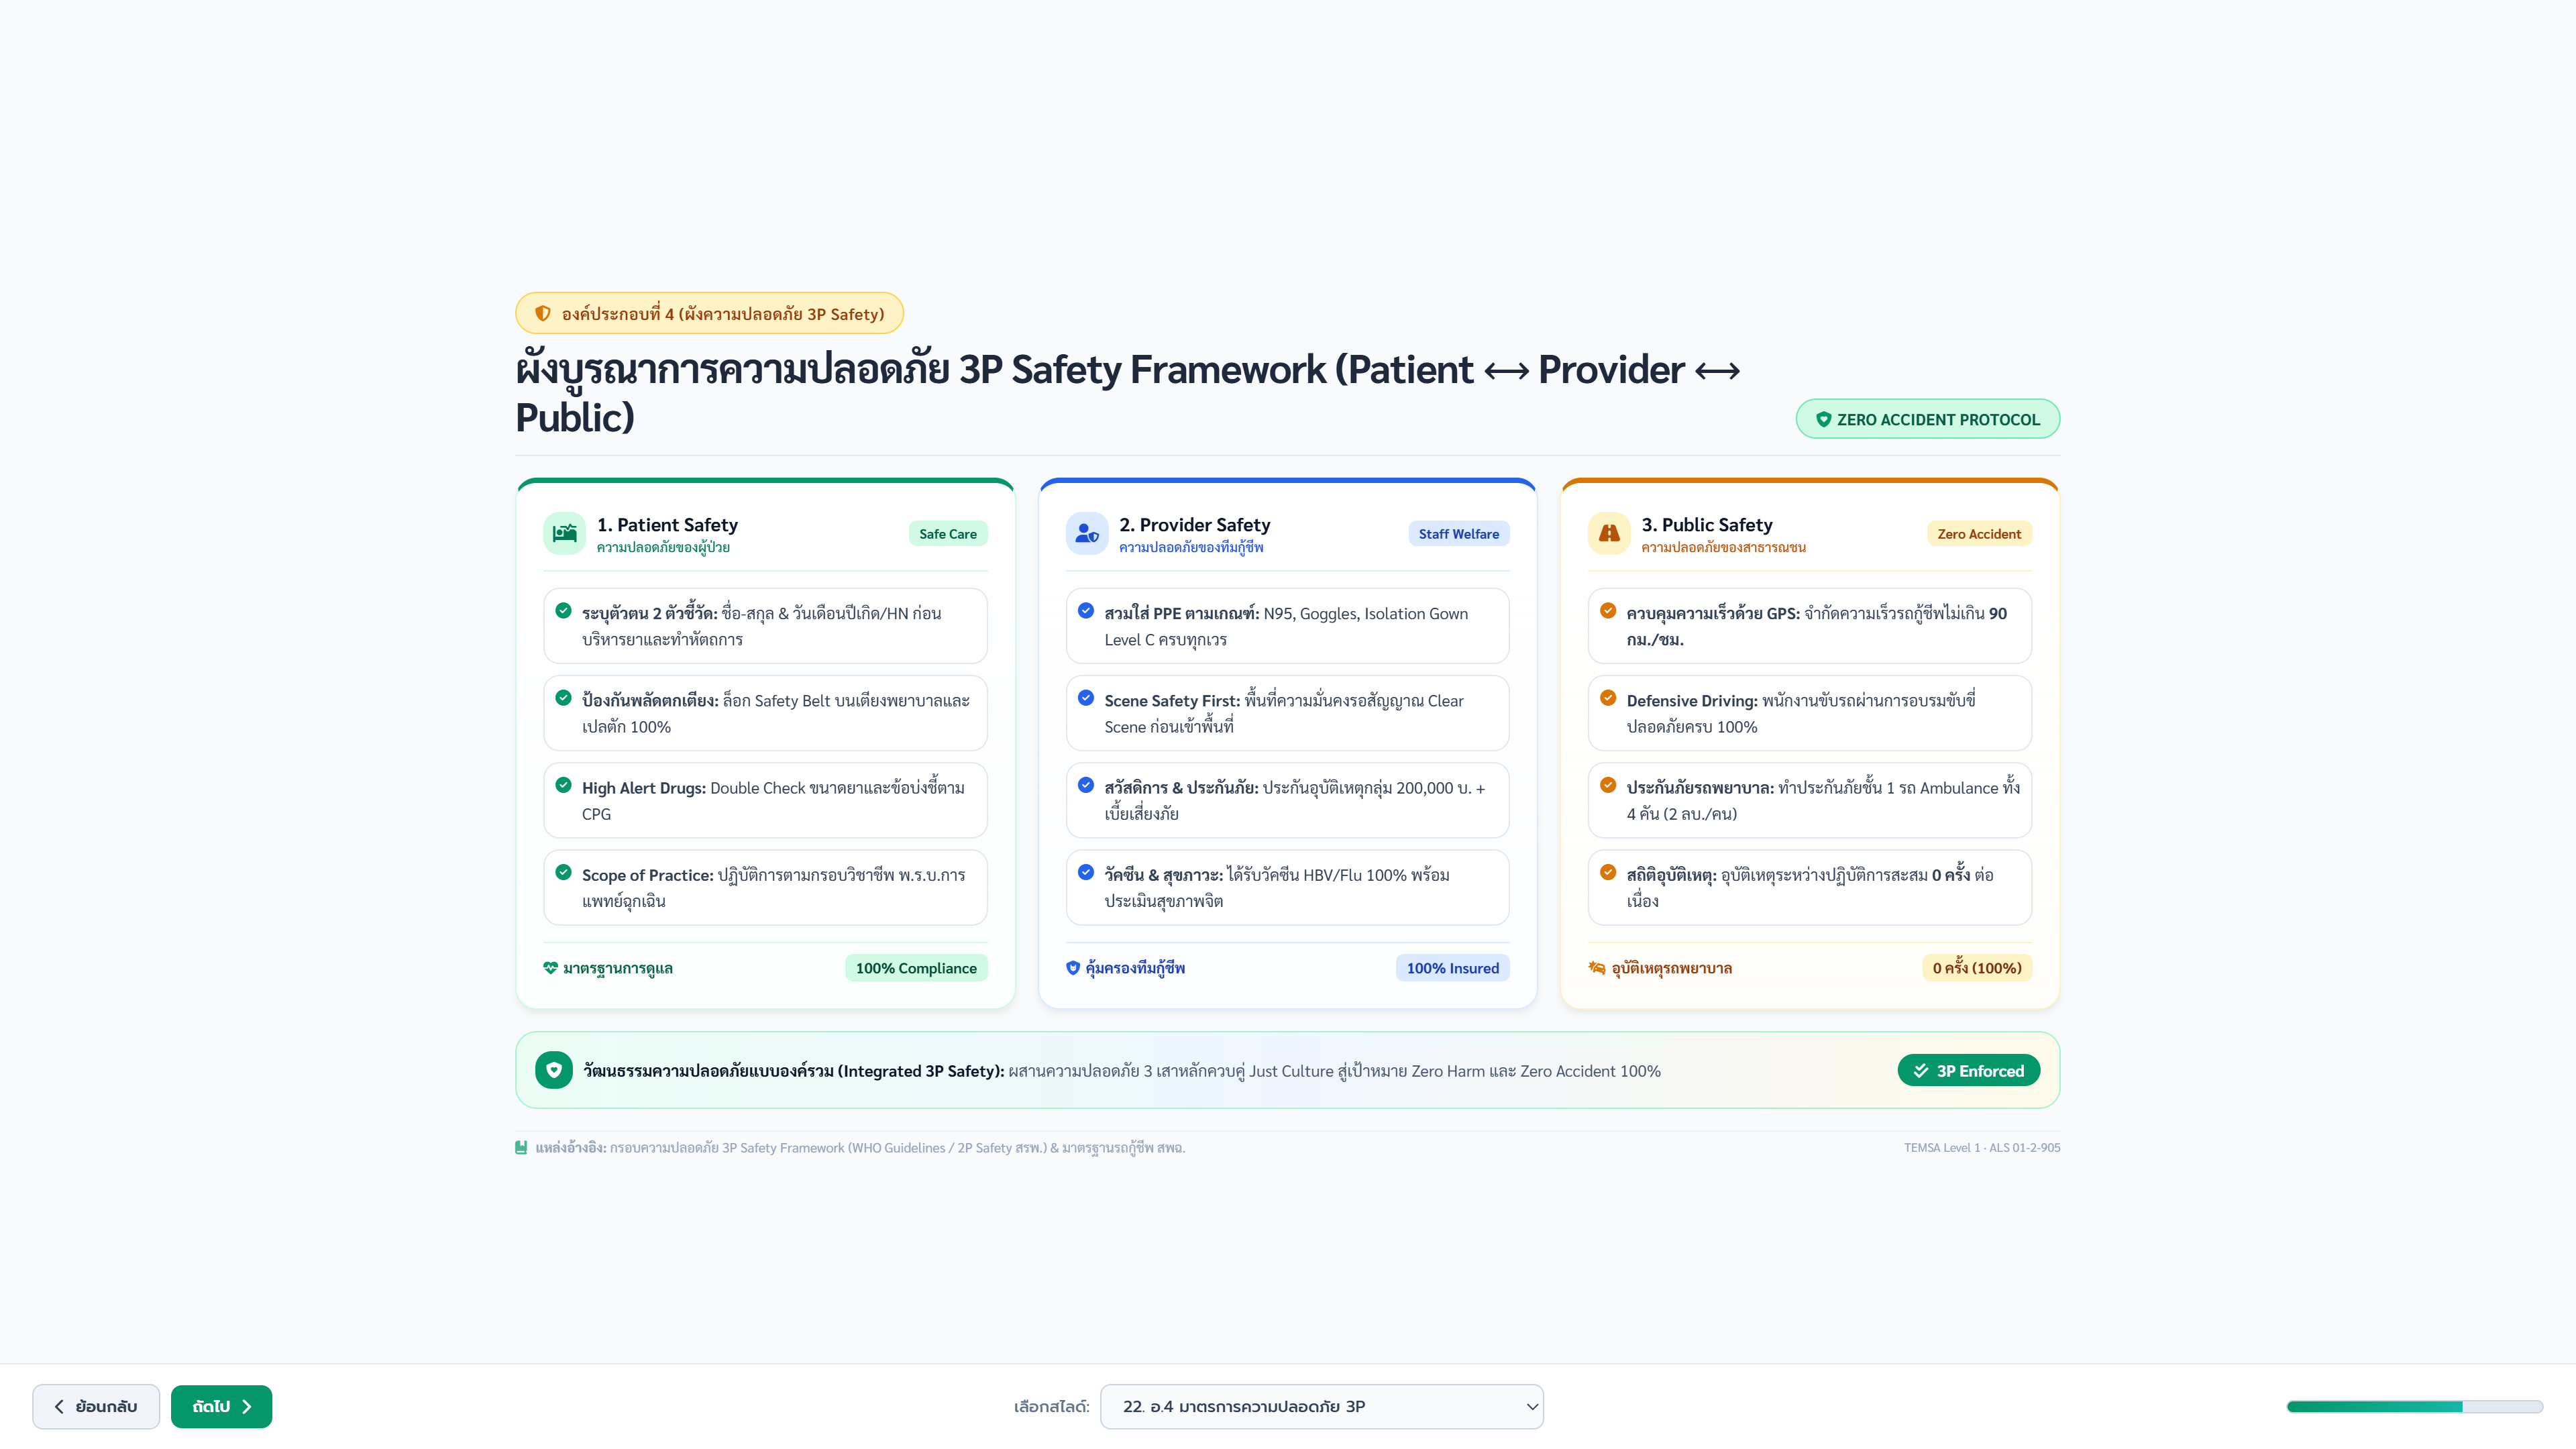 องค์ประกอบที่ 4 (ผังความปลอดภัย 3P Safety)
ผังบูรณาการความปลอดภัย 3P Safety Framework (Patient ↔ Provider ↔
Public)
ZERO ACCIDENT PROTOCOL
1. Patient Safety
ความปลอดภัยของผู้ป่วย
Safe Care
ระบุตัวตน 2 ตัวชี้วัด: ชื่อ-สกุล & วันเดือนปีเกิด/HN ก่อน
บริหารยาและทำหัตถการ
ป้องกันพลัดตกเตียง: ล็อก Safety Belt บนเตียงพยาบาลและ
เปลตัก 100%
High Alert Drugs: Double Check ขนาดยาและข้อบ่งชี้ตาม
CPG
Scope of Practice: ปฏิบัติการตามกรอบวิชาชีพ พ.ร.บ.การ
แพทย์ฉุกเฉิน
มาตรฐานการดูแล
100% Compliance
2. Provider Safety
ความปลอดภัยของทีมกู้ชีพ
Staff Welfare
สวมใส่ PPE ตามเกณฑ์: N95, Goggles, Isolation Gown
Level C ครบทุกเวร
Scene Safety First: พื้นที่ความมั่นคงรอสัญญาณ Clear
Scene ก่อนเข้าพื้นที่
สวัสดิการ & ประกันภัย: ประกันอุบัติเหตุกลุ่ม 200,000 บ. +
เบี้ยเสี่ยงภัย
วัคซีน & สุขภาวะ: ได้รับวัคซีน HBV/Flu 100% พร้อม
ประเมินสุขภาพจิต
คุ้มครองทีมกู้ชีพ
100% Insured
3. Public Safety
ความปลอดภัยของสาธารณชน
Zero Accident
ควบคุมความเร็วด้วย GPS: จำกัดความเร็วรถกู้ชีพไม่เกิน 90
กม./ชม.
Defensive Driving: พนักงานขับรถผ่านการอบรมขับขี่
ปลอดภัยครบ 100%
ประกันภัยรถพยาบาล: ทำประกันภัยชั้น 1 รถ Ambulance ทั้ง
4 คัน (2 ลบ./คน)
สถิติอุบัติเหตุ: อุบัติเหตุระหว่างปฏิบัติการสะสม 0 ครั้ง ต่อ
เนื่อง
อุบัติเหตุรถพยาบาล
0 ครั้ง (100%)
วัฒนธรรมความปลอดภัยแบบองค์รวม (Integrated 3P Safety): ผสานความปลอดภัย 3 เสาหลักควบคู่ Just Culture สู่เป้าหมาย Zero Harm และ Zero Accident 100%
3P Enforced
แหล่งอ้างอิง: กรอบความปลอดภัย 3P Safety Framework (WHO Guidelines / 2P Safety สรพ.) & มาตรฐานรถกู้ชีพ สพฉ.
TEMSA Level 1 · ALS 01-2-905
ย้อนกลับ
ถัดไป
เลือกสไลด์:
22. อ.4 มาตรการความปลอดภัย 3P